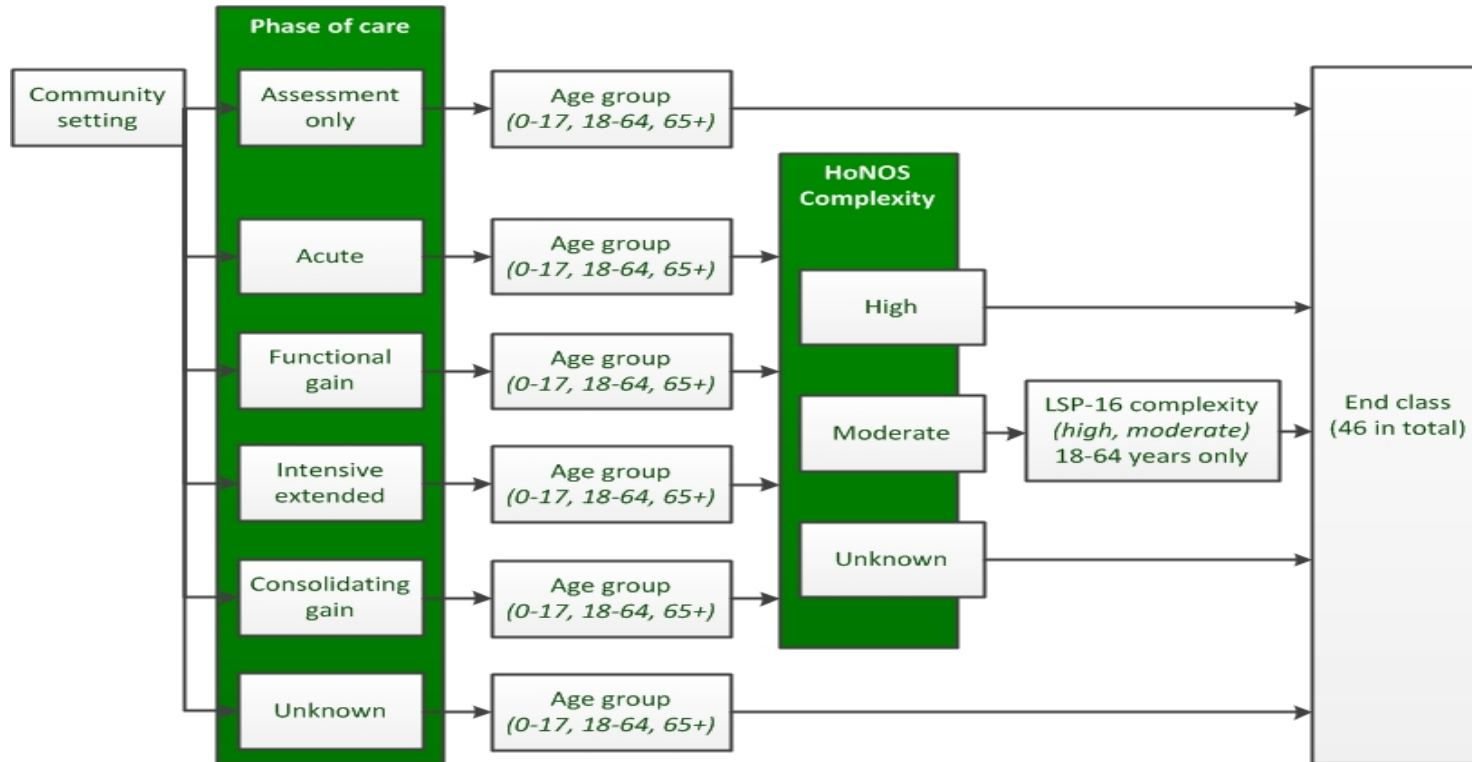 Phase of care
Community
setting
Assessment
only
Age group
(0-17, 18-64, 65+)
HoNOS
Complexity
Acute
Age group
(0-17, 18-64, 65+)
High
Functional
gain
Age group
(0-17, 18-64, 65+)
Moderate
LSP-16 complexity
(high, moderate)
18-64 years only
End class
(46 in total)
Intensive
extended
Age group
(0-17, 18-64, 65+)
Unknown
Consolidating
gain
Age group
(0-17, 18-64, 65+)
Unknown
Age group
(0-17, 18-64, 65+)